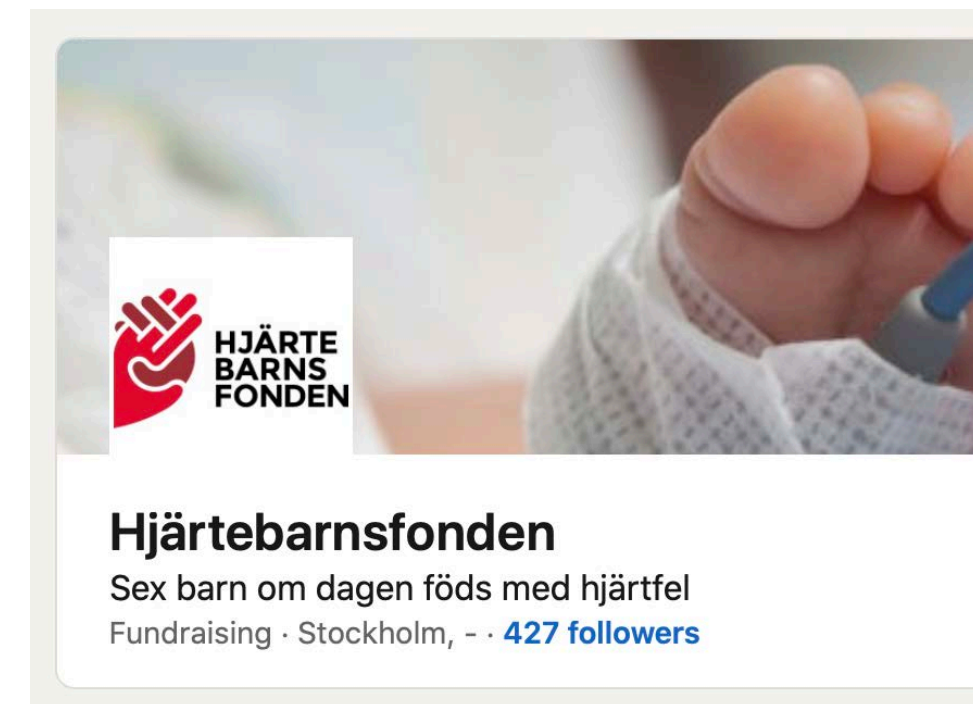 HJÄRTE
BARNS
FONDEN
Hjärtebarnsfonden
Sex barn om dagen föds med hjärtfel
Fundraising · Stockholm, - · 427 followers